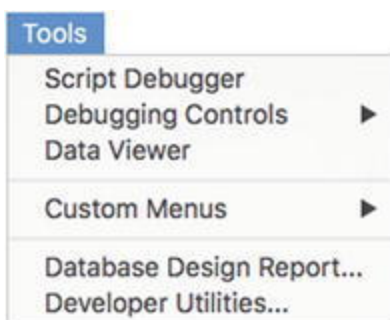 Tools
Script Debugger
Debugging Controls
Data Viewer
Custom Menus
Database Design Report...
Developer Utilities...